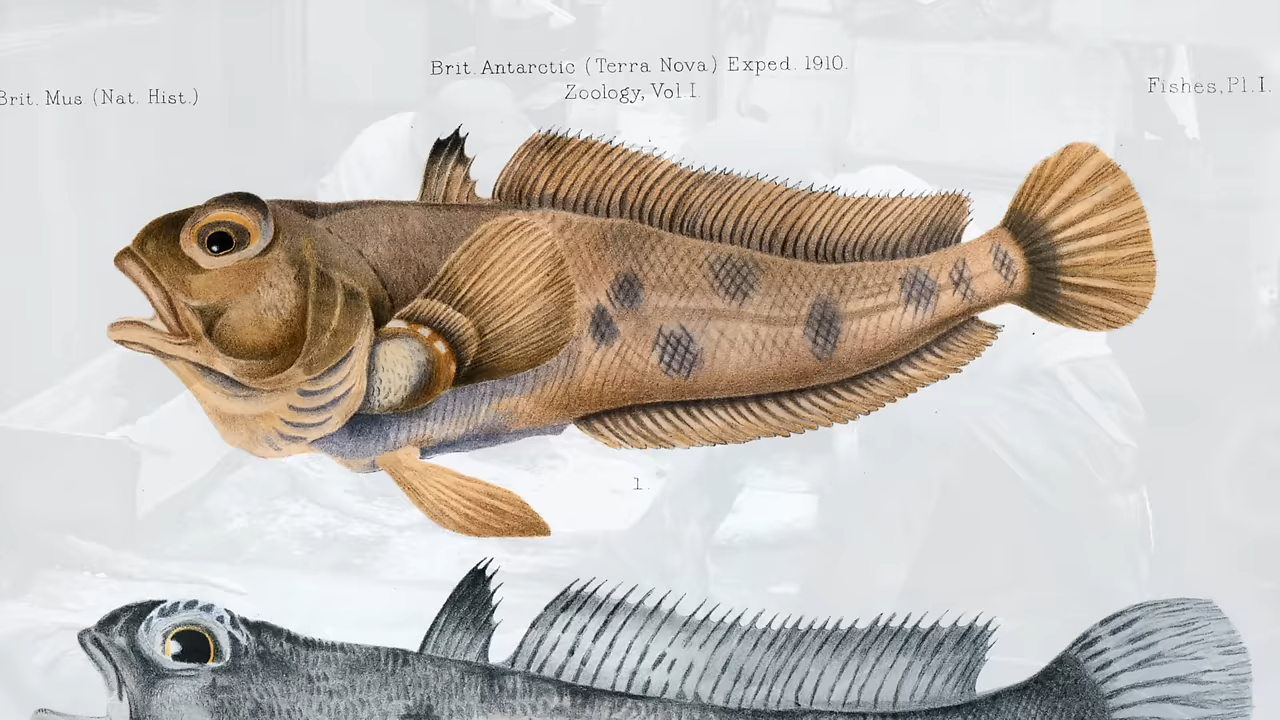 Brit. Antarctic (Terra Nova) Exped. 1910.
Brit. Mus (Nat. Hist.)
Zoology, Vol.I.
Fishes, Pl.I.
1.